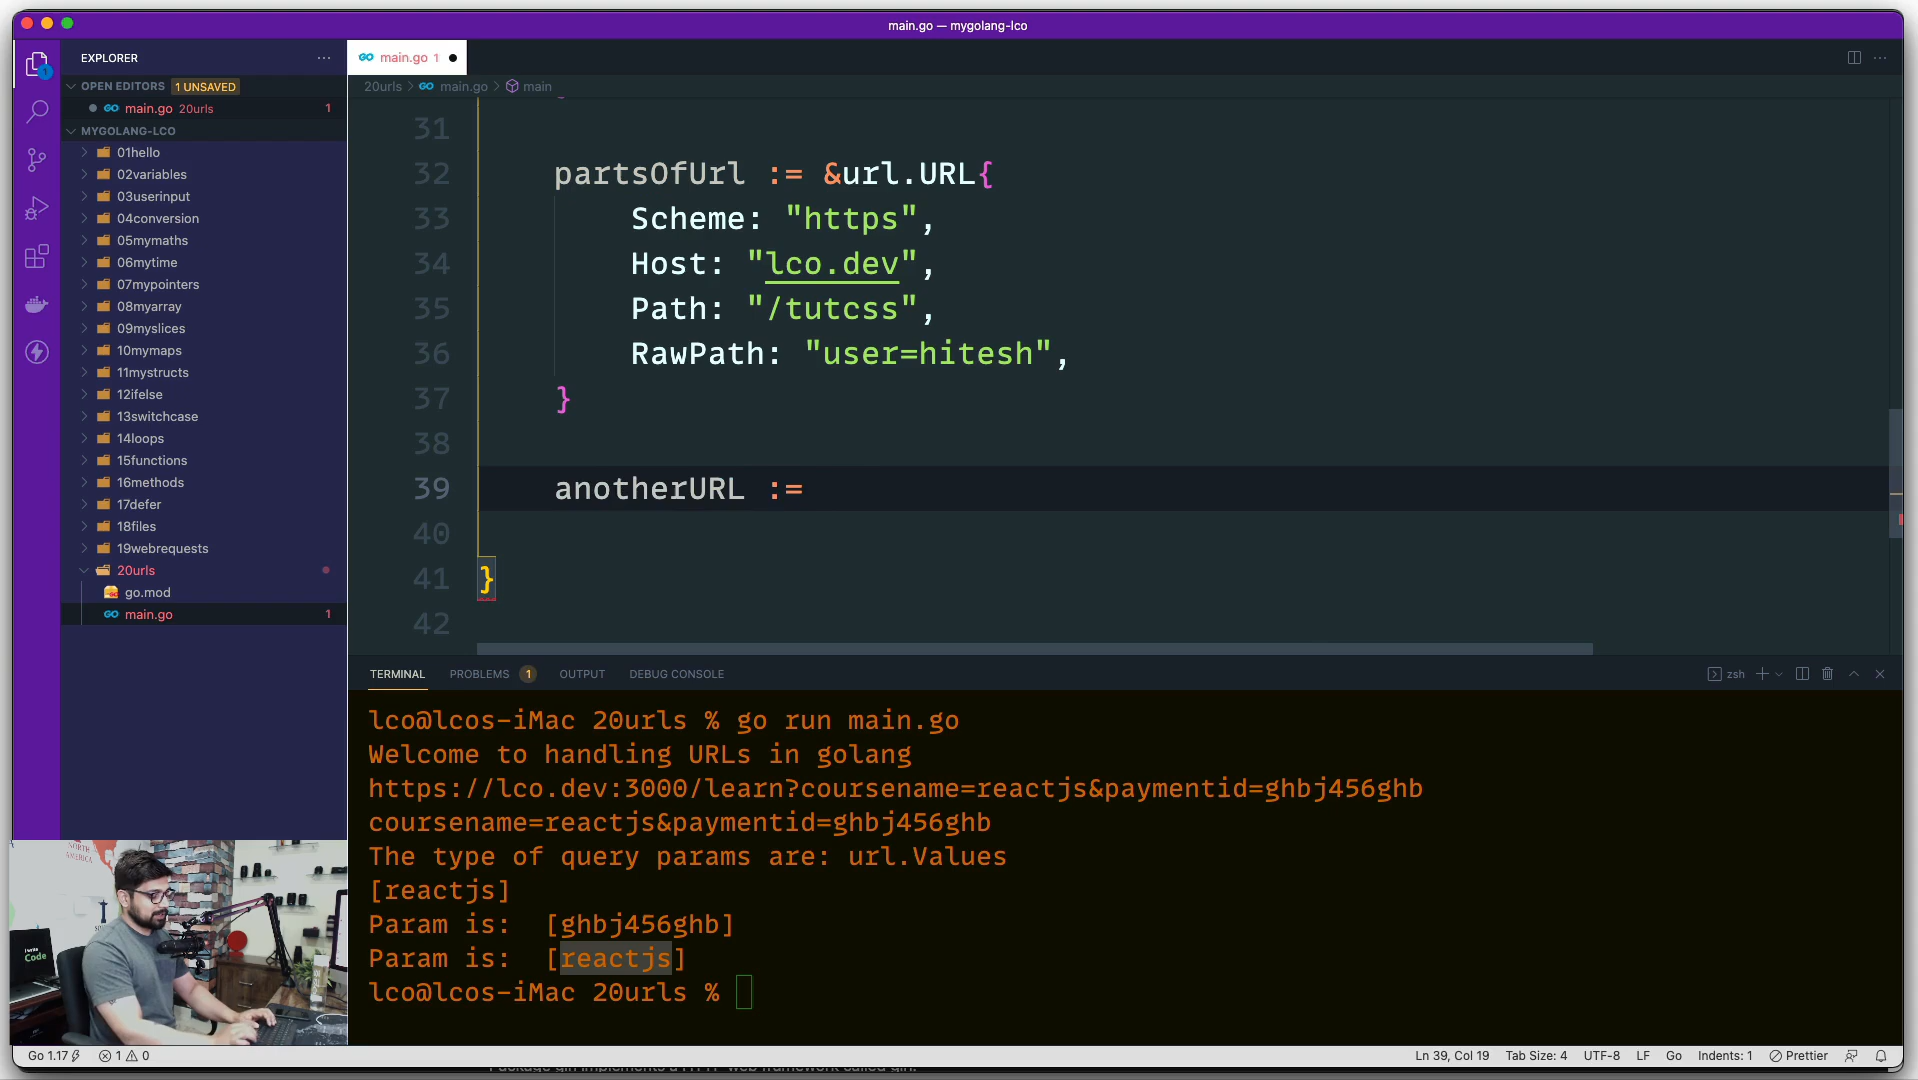 main.go — mygolang-lco
EXPLORER
main.go 1
OPEN EDITORS 1 UNSAVED
main.go 20urls 1
MYGOLANG-LCO
01hello
02variables
03userinput
04conversion
05mymaths
06mytime
07mypointers
08myarray
09myslices
10mymaps
11mystructs
12ifelse
13switchcase
14loops
15functions
16methods
17defer
18files
19webrequests
20urls
go.mod
main.go 1
20urls > main.go > main
31
32 partsOfUrl := &url.URL{
33 Scheme: "https",
34 Host: "lco.dev",
35 Path: "/tutcss",
36 RawPath: "user=hitesh",
37 }
38
39 anotherURL :=
40
41 }
42
TERMINAL PROBLEMS 1 OUTPUT DEBUG CONSOLE zsh
lco@lcos-iMac 20urls % go run main.go
Welcome to handling URLs in golang
https://lco.dev:3000/learn?coursename=reactjs&paymentid=ghbj456ghb
coursename=reactjs&paymentid=ghbj456ghb
The type of query params are: url.Values
[reactjs]
Param is: [ghbj456ghb]
Param is: [reactjs]
lco@lcos-iMac 20urls %
NORTH
AMERICA
I write
Code
Go 1.17 1 0 Ln 39, Col 19 Tab Size: 4 UTF-8 LF Go Indents: 1 Prettier